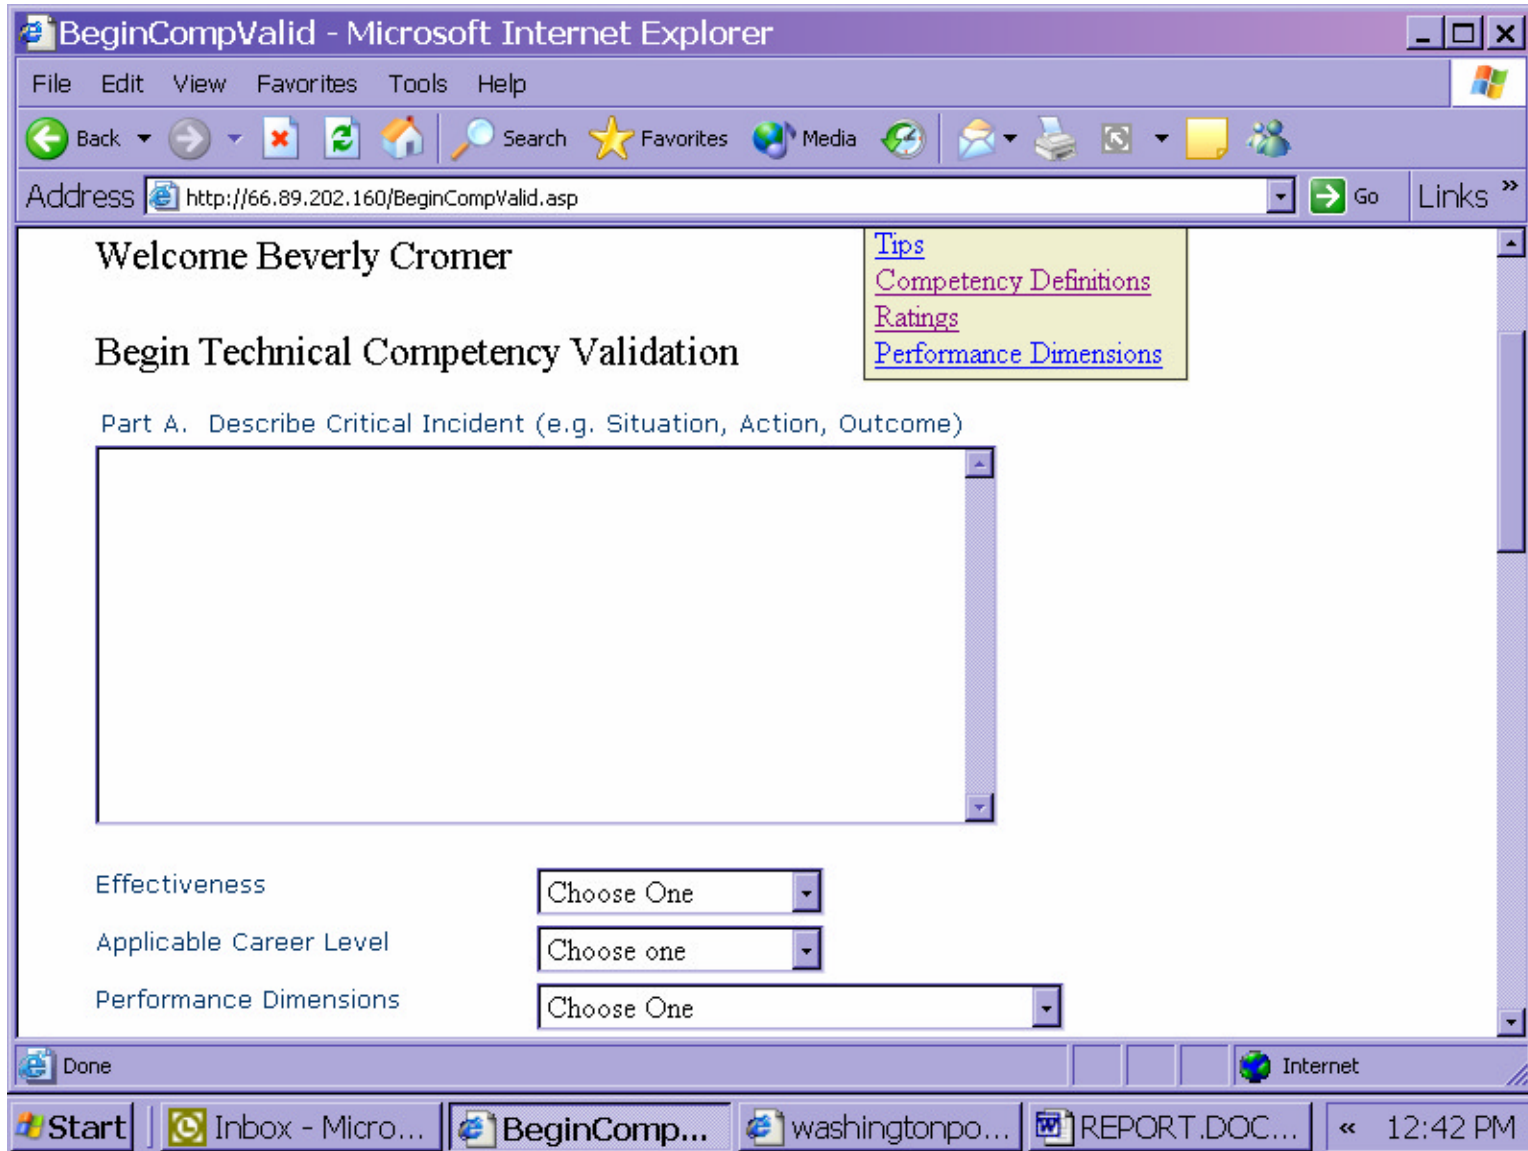 BeginCompValid - Microsoft Internet Explorer
File Edit View Favorites Tools Help
Back Search Favorites Media
Address http://66.89.202.160/BeginCompValid.asp Go Links »
Welcome Beverly Cromer
Tips
Competency Definitions
Ratings
Performance Dimensions
Begin Technical Competency Validation
Part A. Describe Critical Incident (e.g. Situation, Action, Outcome)
Effectiveness Choose One
Applicable Career Level Choose one
Performance Dimensions Choose One
Done Internet
Start Inbox - Micro... BeginComp... washingtonpo... REPORT.DOC... « 12:42 PM